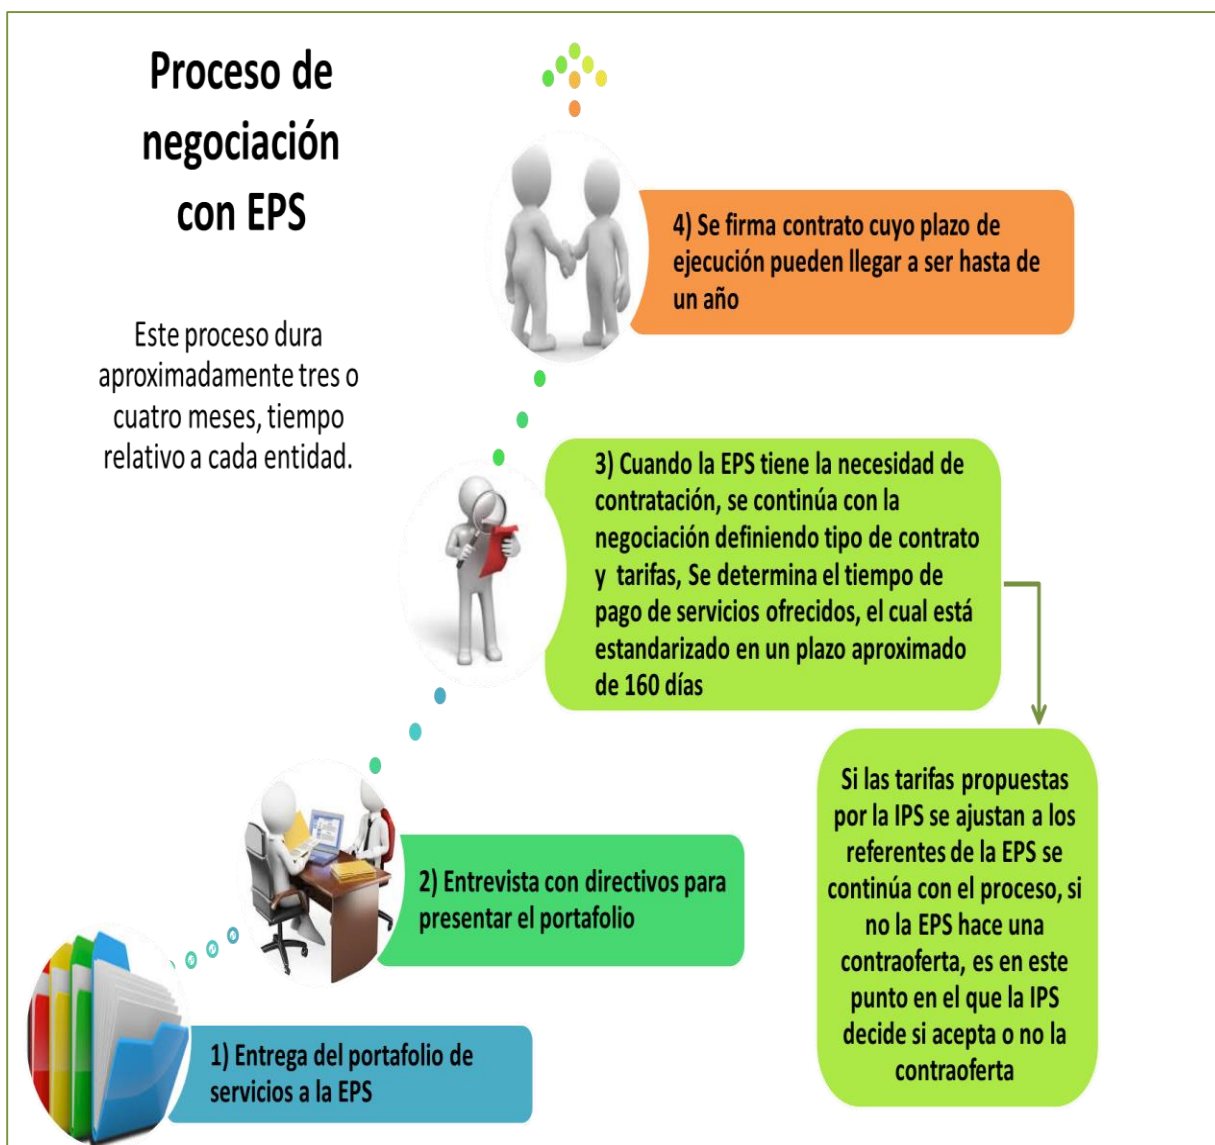 Proceso de
negociación
con EPS
Este proceso dura
aproximadamente tres o
cuatro meses, tiempo
relativo a cada entidad.
4) Se firma contrato cuyo plazo de
ejecución pueden llegar a ser hasta de
un año
3) Cuando la EPS tiene la necesidad de
contratación, se continúa con la
negociación definiendo tipo de contrato
y tarifas, Se determina el tiempo de
pago de servicios ofrecidos, el cual está
estandarizado en un plazo aproximado
de 160 días
Si las tarifas propuestas
por la IPS se ajustan a los
referentes de la EPS se
continúa con el proceso, si
no la EPS hace una
contraoferta, es en este
punto en el que la IPS
decide si acepta o no la
contraoferta
2) Entrevista con directivos para
presentar el portafolio
1) Entrega del portafolio de
servicios a la EPS